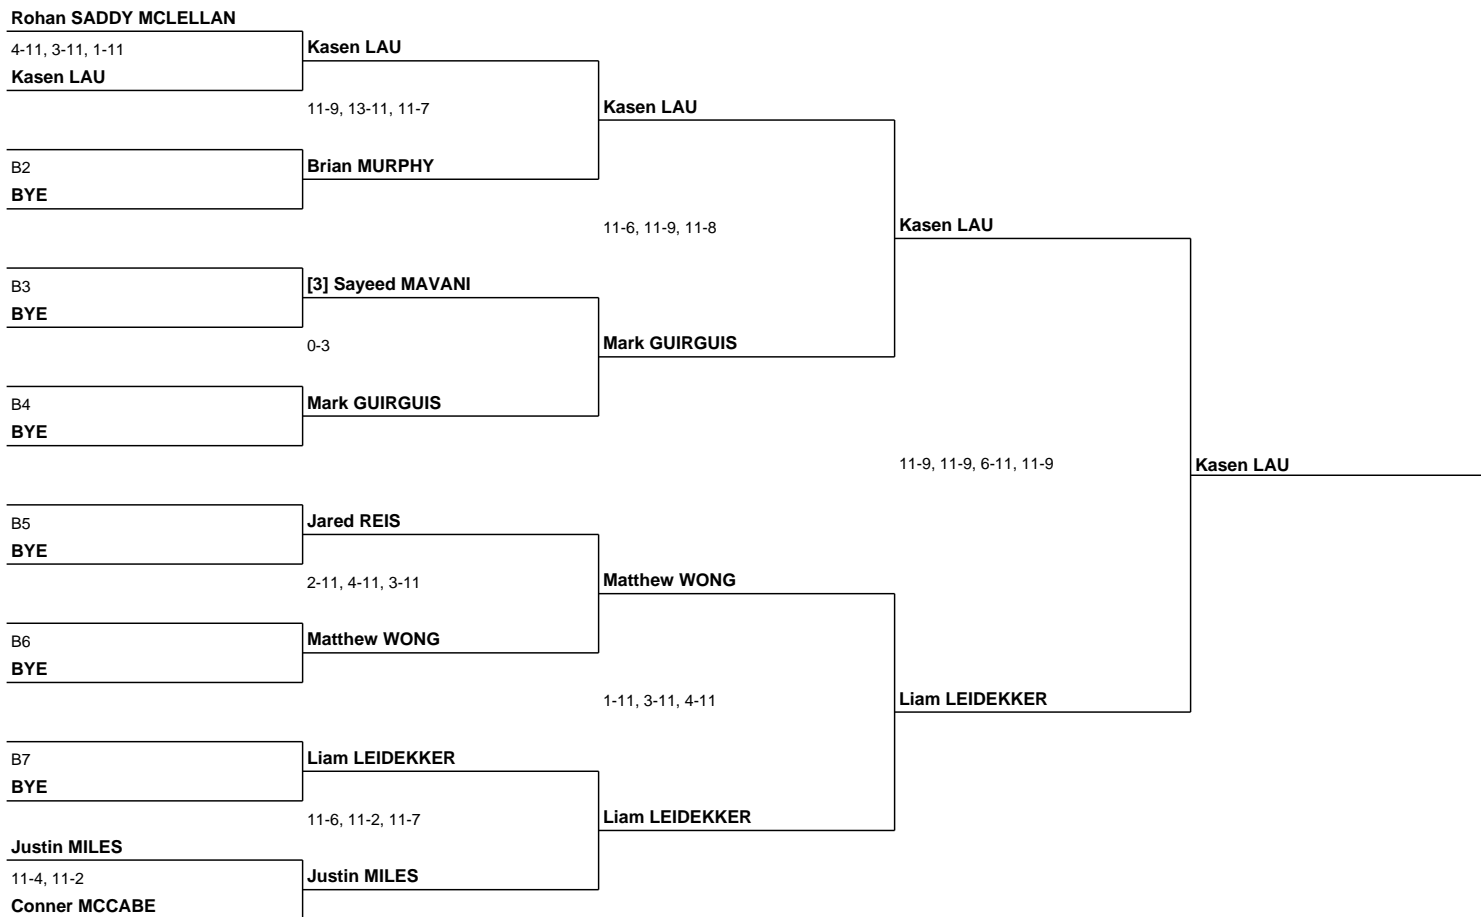 Rohan SADDY MCLELLAN
4-11, 3-11, 1-11
Kasen LAU
B2
BYE
B3
BYE
B4
BYE
B5
BYE
B6
BYE
B7
BYE
Justin MILES
11-4, 11-2
Conner MCCABE
Kasen LAU
11-9, 13-11, 11-7
Brian MURPHY
[3] Sayeed MAVANI
0-3
Mark GUIRGUIS
Jared REIS
2-11, 4-11, 3-11
Matthew WONG
Liam LEIDEKKER
11-6, 11-2, 11-7
Justin MILES
Kasen LAU
11-6, 11-9, 11-8
Mark GUIRGUIS
Matthew WONG
1-11, 3-11, 4-11
Liam LEIDEKKER
Kasen LAU
11-9, 11-9, 6-11, 11-9
Liam LEIDEKKER
Kasen LAU